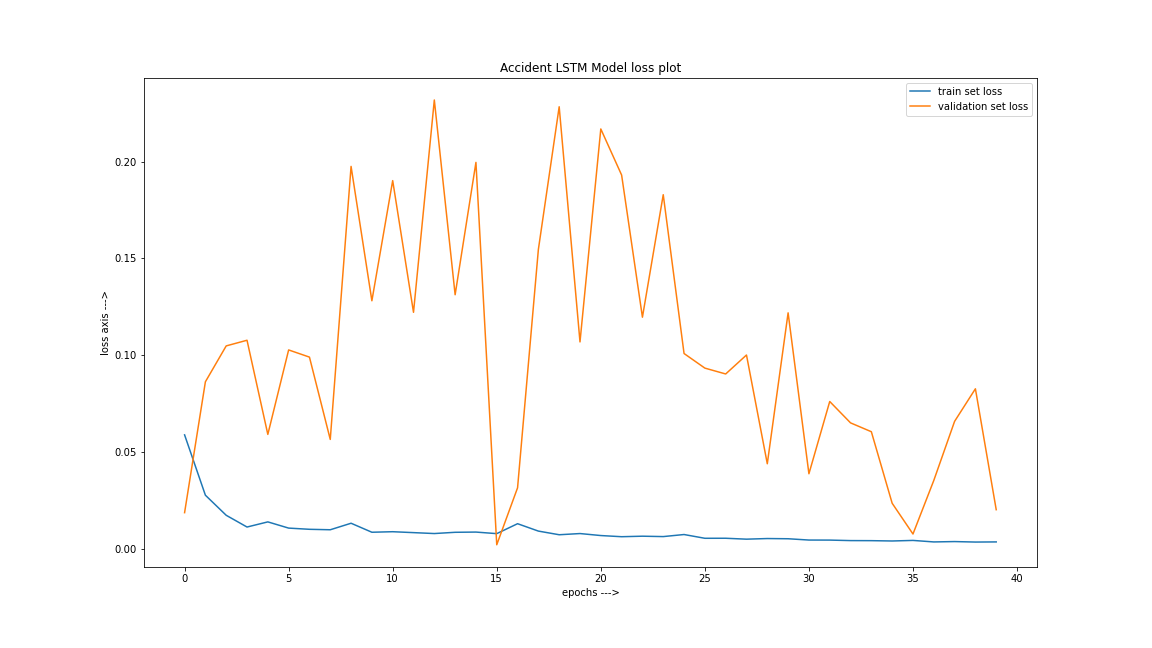 Accident LSTM Model loss plot
train set loss
validation set loss
0.20
0.15
0.10
0.05
0.00
loss axis --->
0 5 10 15 20 25 30 35 40
epochs --->